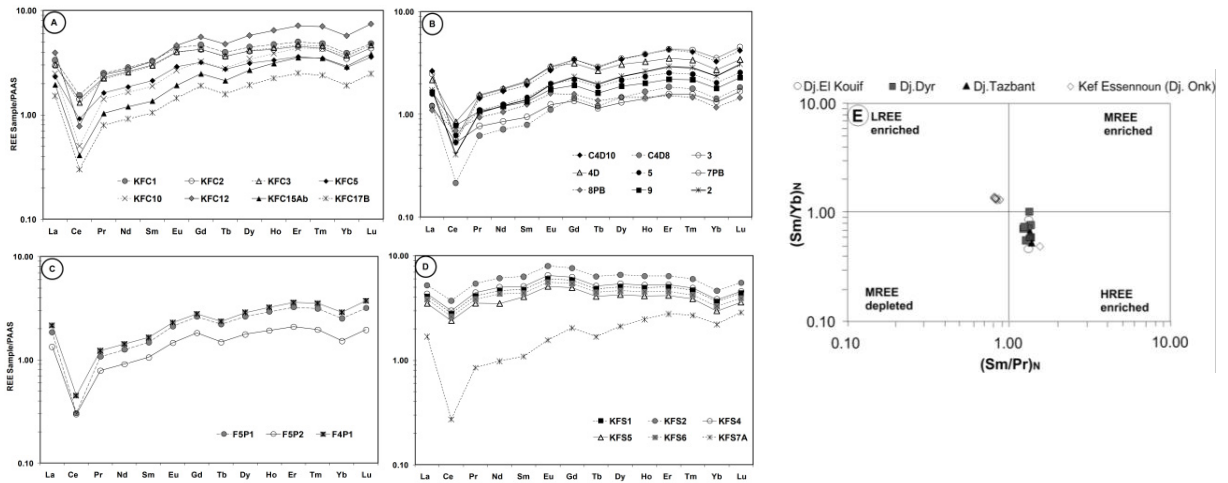 A
10.00
1.00
0.10
REE Sample/PAAS
La Ce Pr Nd Sm Eu Gd Tb Dy Ho Er Tm Yb Lu
KFC1 KFC2 KFC3 KFC5
KFC10 KFC12 KFC15Ab KFC17B
B
10.00
1.00
0.10
La Ce Pr Nd Sm Eu Gd Tb Dy Ho Er Tm Yb Lu
C4D10 C4D8 3
4D 5 7PB
8PB 9 2
C
10.00
1.00
0.10
REE Sample/PAAS
La Ce Pr Nd Sm Eu Gd Tb Dy Ho Er Tm Yb Lu
F5P1 F5P2 F4P1
D
10.00
1.00
0.10
La Ce Pr Nd Sm Eu Gd Tb Dy Ho Er Tm Yb Lu
KFS1 KFS2 KFS4
KFS5 KFS6 KFS7A
Dj.El Kouif Dj.Dyr Dj.Tazbant Kef Essennoun (Dj. Onk)
E
10.00
1.00
0.10
(Sm/Yb)N
LREE enriched
MREE enriched
MREE depleted
HREE enriched
0.10 1.00 10.00
(Sm/Pr)N